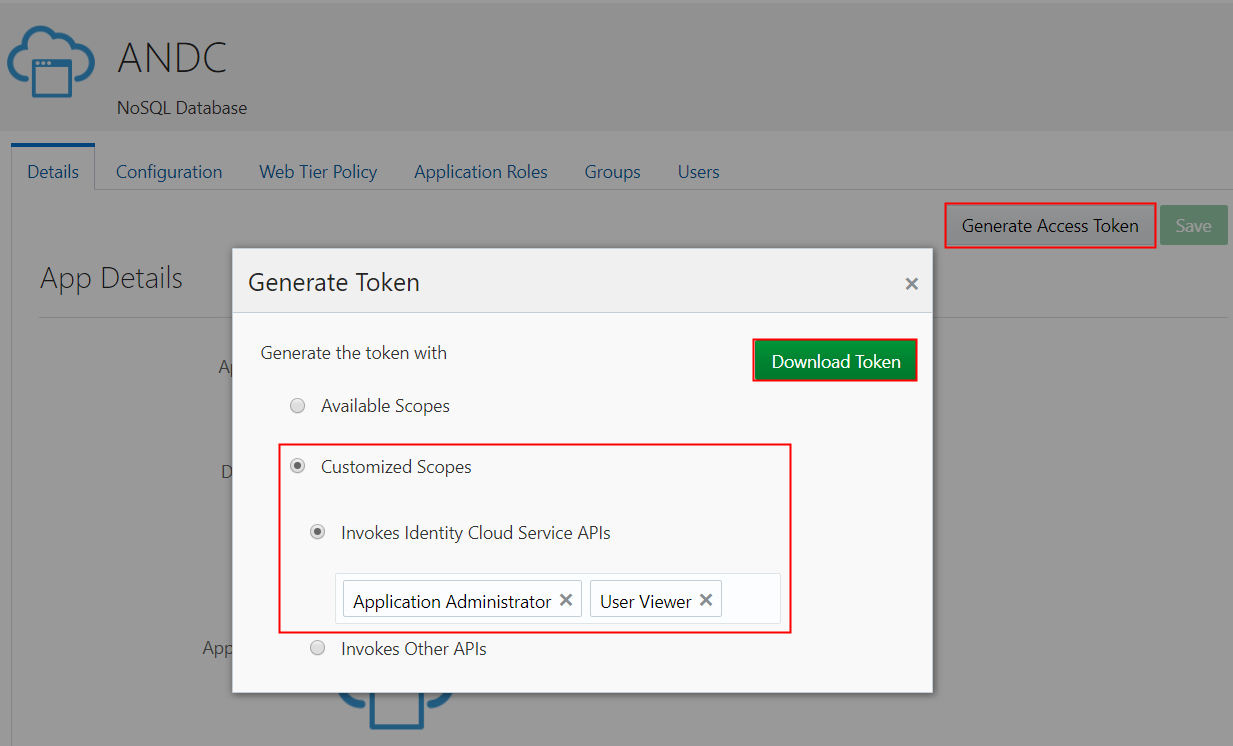 ANDC
NoSQL Database
Details Configuration Web Tier Policy Application Roles Groups Users
Generate Access Token Save
App Details
Generate Token ×
Generate the token with
Download Token
Available Scopes
Customized Scopes
Invokes Identity Cloud Service APIs
Application Administrator × User Viewer ×
Invokes Other APIs
App